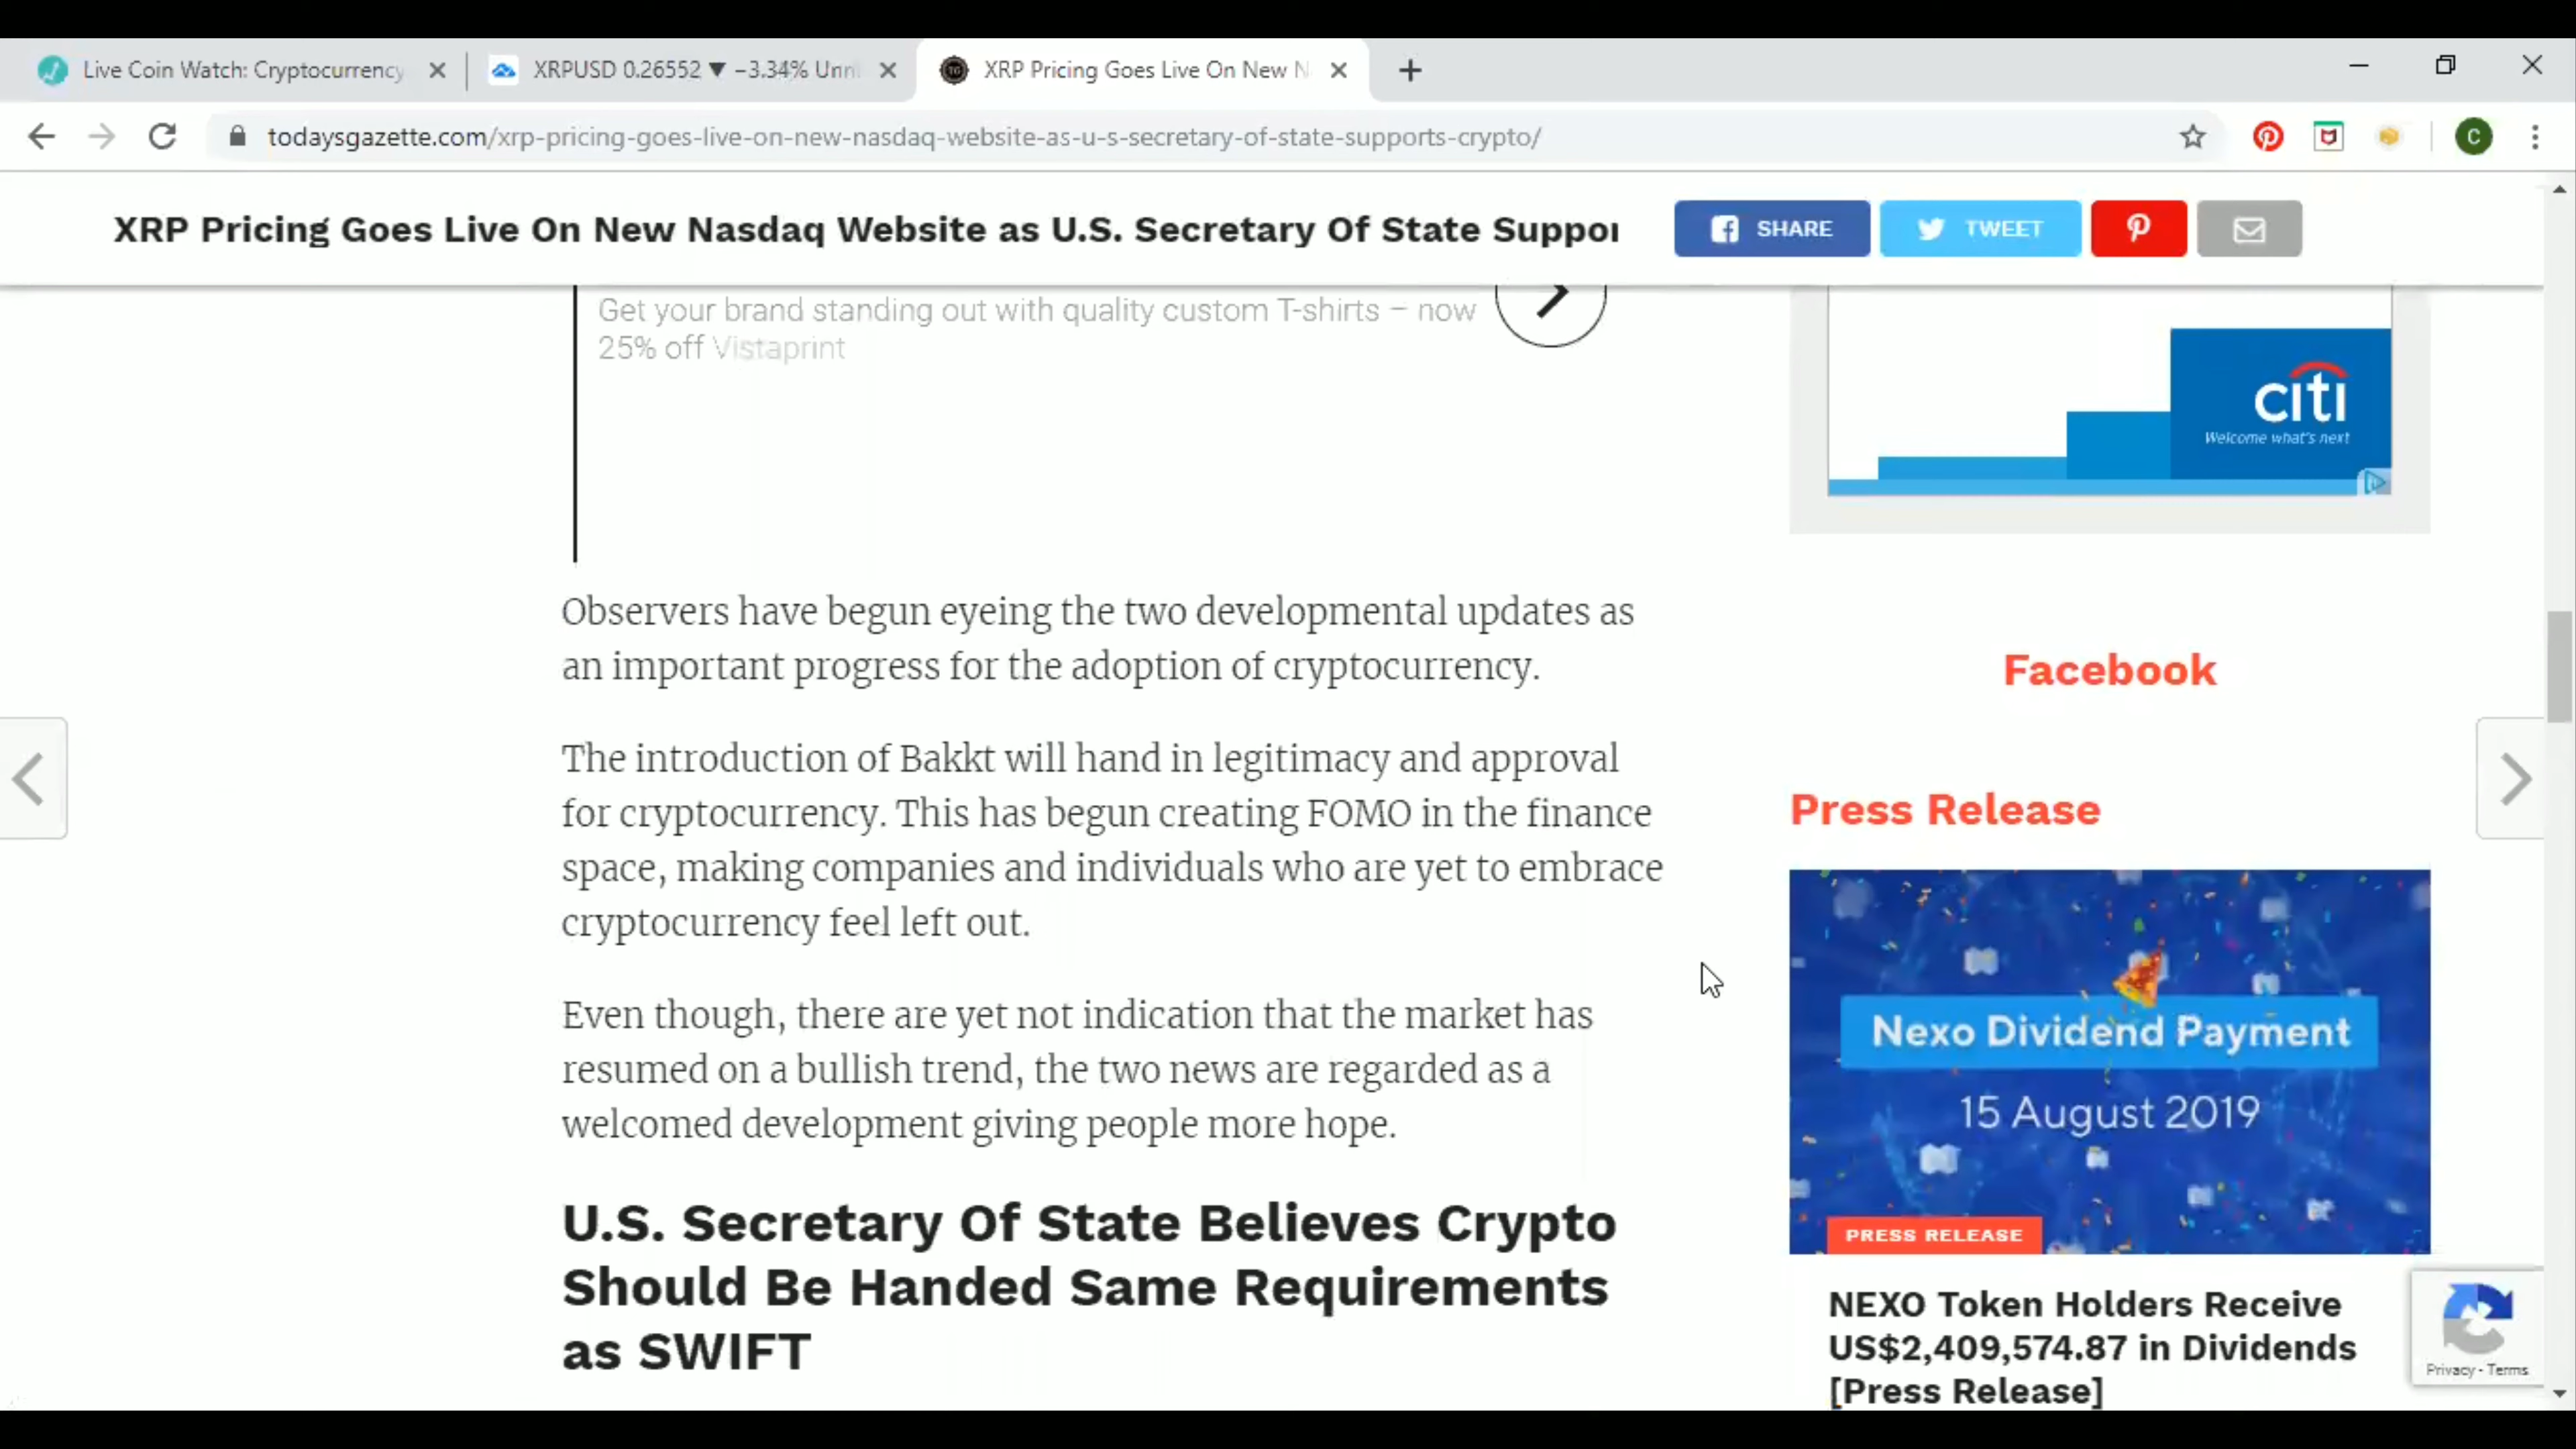 Live Coin Watch: Cryptocurrency
XRPUSD 0.26552 ▼ −3.34% Unn
XRP Pricing Goes Live On New N
todaysgazette.com/xrp-pricing-goes-live-on-new-nasdaq-website-as-u-s-secretary-of-state-supports-crypto/
C
XRP Pricing Goes Live On New Nasdaq Website as U.S. Secretary Of State Suppor
SHARE
TWEET
Get your brand standing out with quality custom T-shirts – now
25% off Vistaprint
citi
Welcome what's next
Observers have begun eyeing the two developmental updates as
an important progress for the adoption of cryptocurrency.
The introduction of Bakkt will hand in legitimacy and approval
for cryptocurrency. This has begun creating FOMO in the finance
space, making companies and individuals who are yet to embrace
cryptocurrency feel left out.
Even though, there are yet not indication that the market has
resumed on a bullish trend, the two news are regarded as a
welcomed development giving people more hope.
U.S. Secretary Of State Believes Crypto
Should Be Handed Same Requirements
as SWIFT
Facebook
Press Release
Nexo Dividend Payment
15 August 2019
PRESS RELEASE
NEXO Token Holders Receive
US$2,409,574.87 in Dividends
[Press Release]
Privacy - Terms